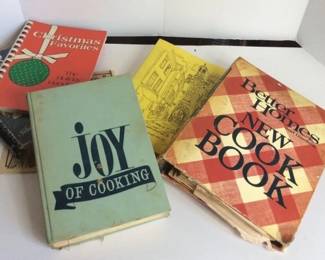 Christmas
Favorites
JOY
OF COOKING
Better
Homes
NEW
COOK
BOOK